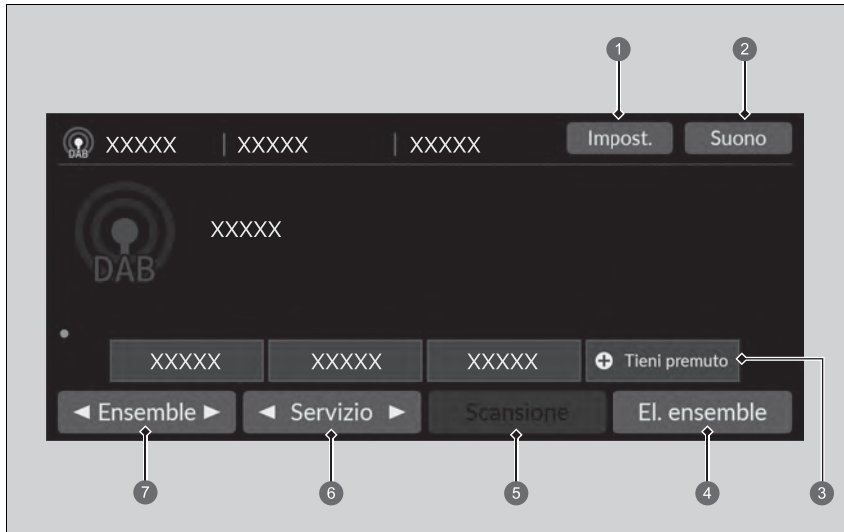 1 2
DAB XXXXX | XXXXX | XXXXX Impost. Suono
DAB XXXXX
XXXXX XXXXX XXXXX + Tieni premuto
◄ Ensemble ► ◄ Servizio ► Scansione El. ensemble
7 6 5 4 3